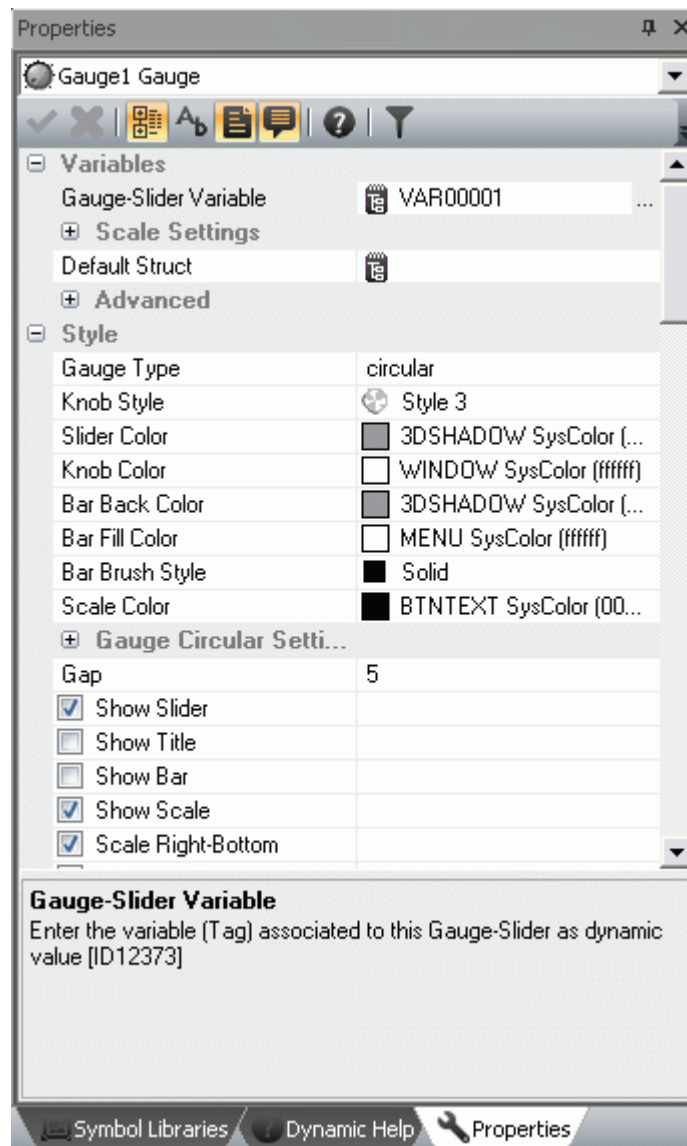 Properties
Gauge1 Gauge
Ab
Variables
Gauge-Slider Variable VAR00001 ...
Scale Settings
Default Struct
Advanced
Style
Gauge Type circular
Knob Style Style 3
Slider Color 3DSHADOW SysColor (...
Knob Color WINDOW SysColor (ffffff)
Bar Back Color 3DSHADOW SysColor (...
Bar Fill Color MENU SysColor (ffffff)
Bar Brush Style Solid
Scale Color BTNTEXT SysColor (00...
Gauge Circular Setti...
Gap 5
Show Slider
Show Title
Show Bar
Show Scale
Scale Right-Bottom
Gauge-Slider Variable
Enter the variable (Tag) associated to this Gauge-Slider as dynamic
value [ID12373]
Symbol Libraries Dynamic Help Properties